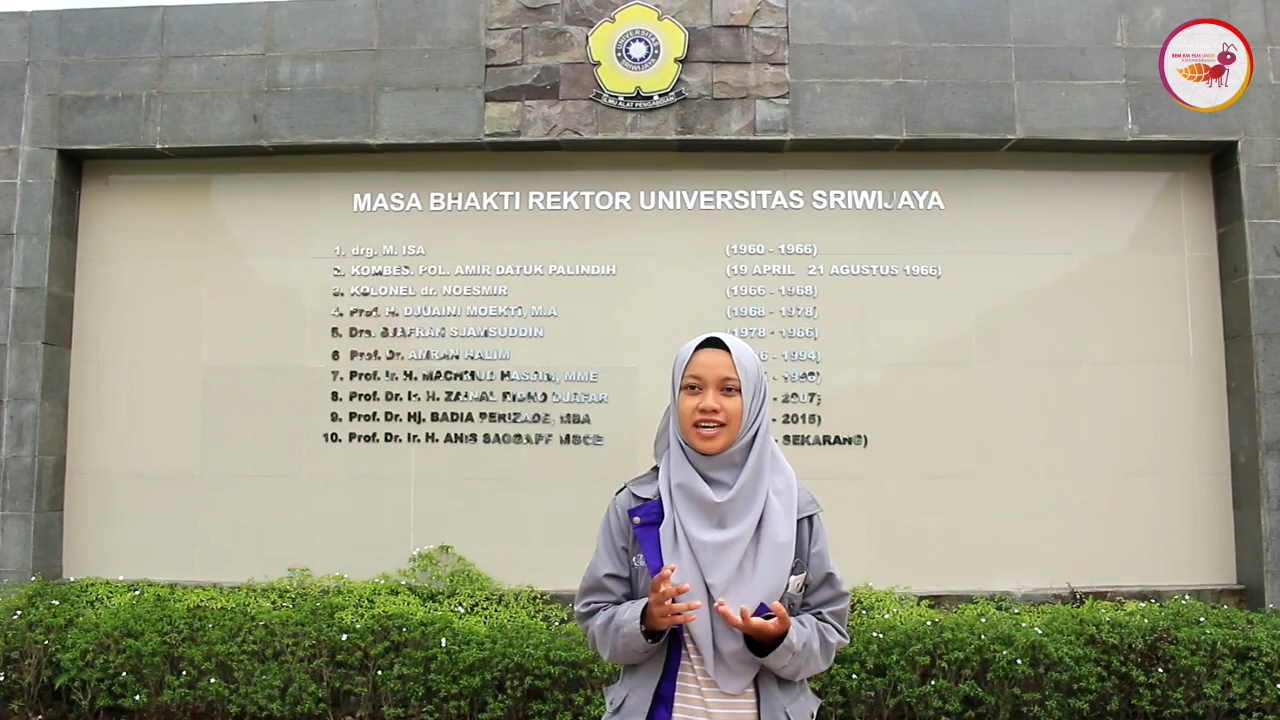 UNIVERSITAS
SRIWIJAYA
ILMU ALAT PENGABDIAN
MASA BHAKTI REKTOR UNIVERSITAS SRIWIJAYA
1. drg. M. ISA (1960 - 1966)
2. KOMBES. POL. AMIR DATUK PALINDIH (19 APRIL 21 AGUSTUS 1966)
3. KOLONEL dr. NOESMIR (1966 - 1968)
4. Prof. H. DJUAINI MOEKTI, M.A (1968 - 1978)
5. Drs. DJAFRAN SJAMSUDDIN (1978 - 1986)
6 Prof. Dr. AMRAN HALIM - 1994)
7. Prof. Ir. H. MACHMUD HASJIM, MME
8. Prof. Dr. Ir. H. ZAINAL RIDHO DJAFAR - 2007)
9. Prof. Dr. Hj. BADIA PERIZADE, MBA - 2015)
10. Prof. Dr. Ir. H. ANIS SAGGAFF MSCE - SEKARANG)